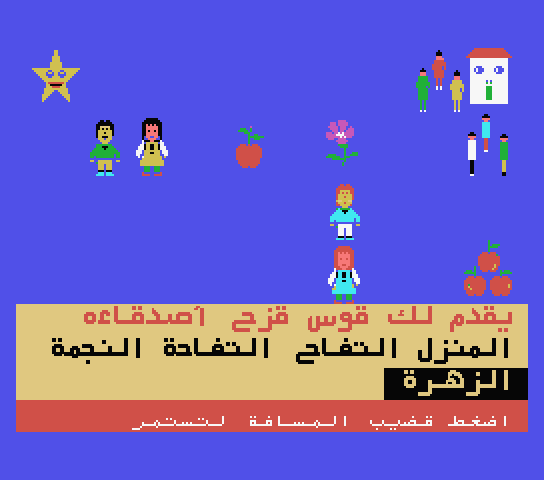 يقدم لك قوس قزح أصدقاءه
المنزل التفاح التفاحة النجمة
الزهرة
اضغط قضيب المسافة لتستمر